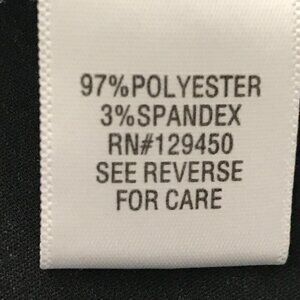 97%POLYESTER
3%SPANDEX
RN#129450
SEE REVERSE
FOR CARE